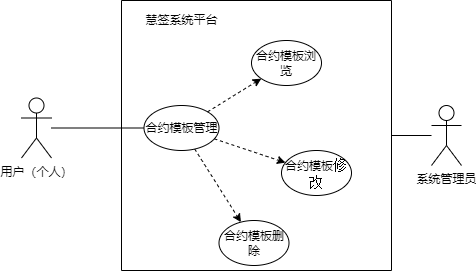 慧签系统平台
合约模板浏
览
合约模板管理
用户（个人）
合约模板修
改
系统管理员
合约模板删
除